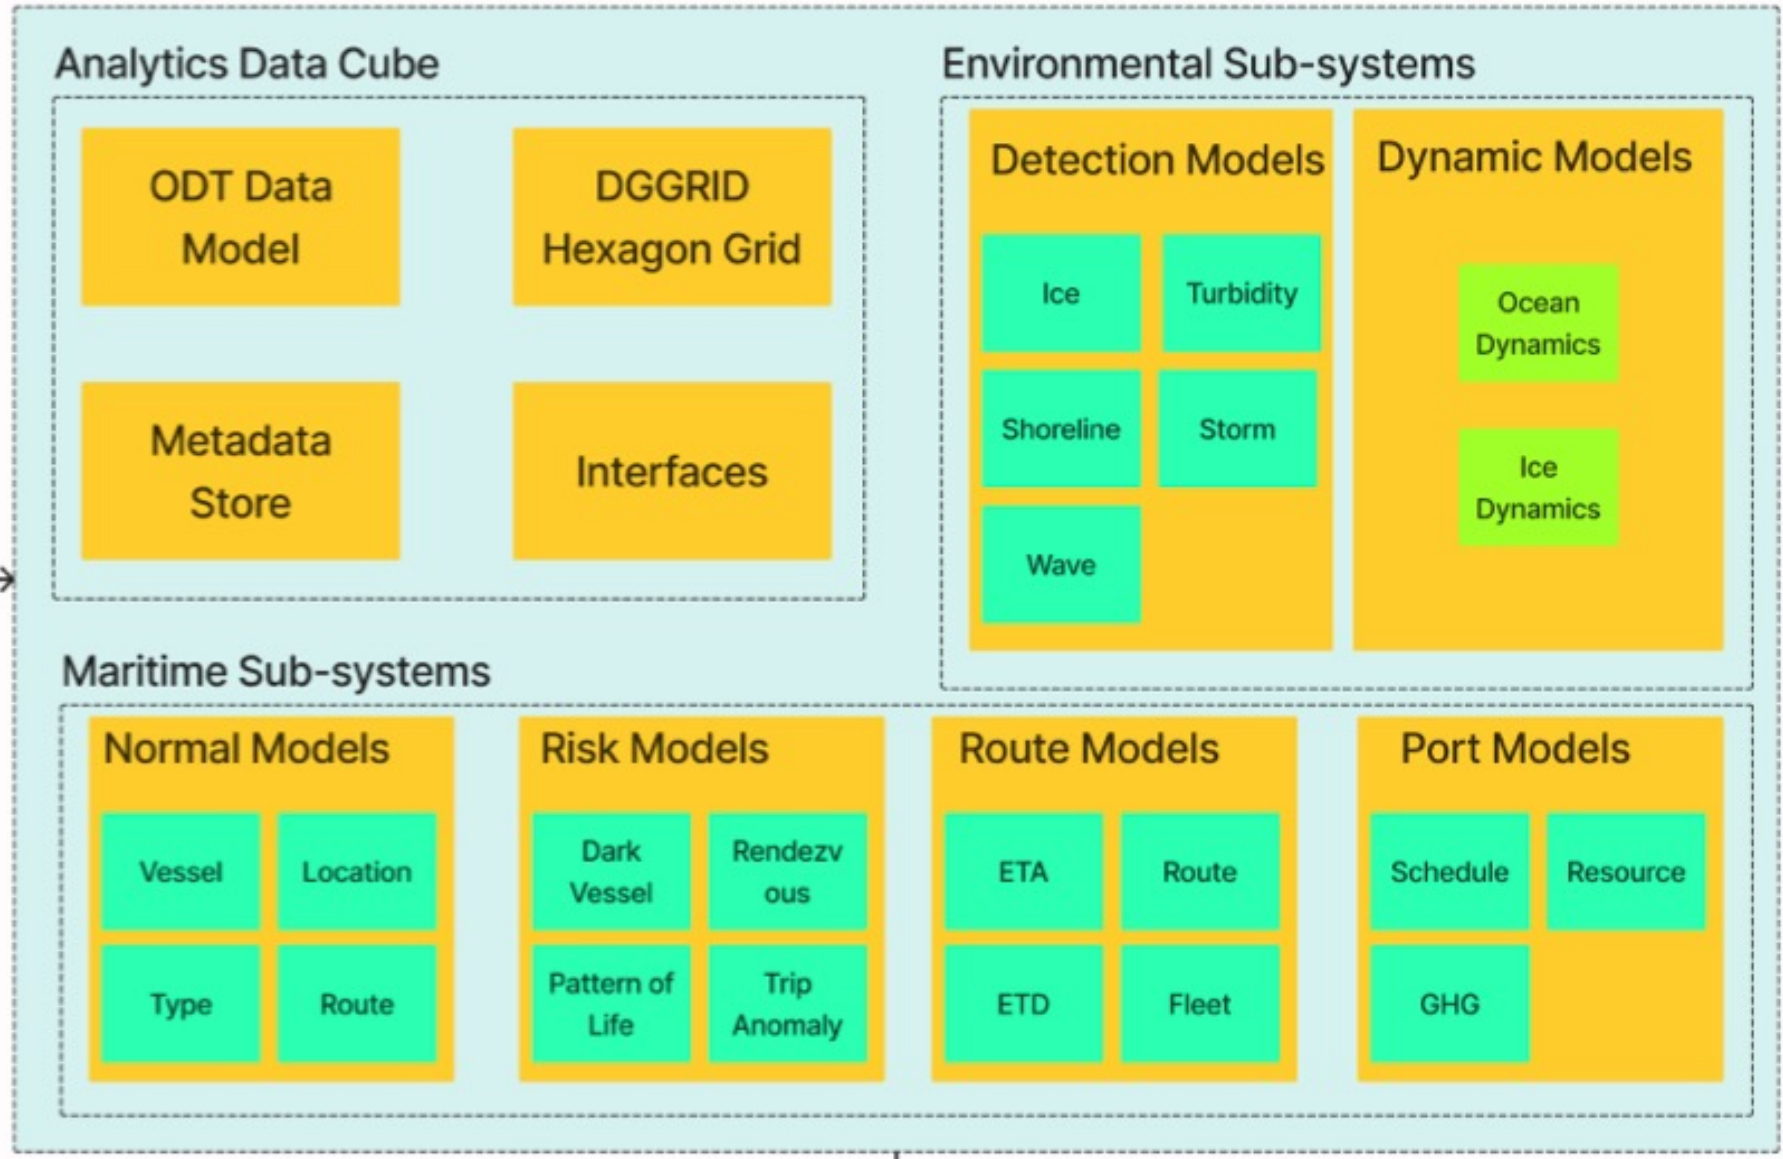 Analytics Data Cube
ODT Data
Model
DGGRID
Hexagon Grid
Metadata
Store
Interfaces
Environmental Sub-systems
Detection Models
Ice
Turbidity
Shoreline
Storm
Wave
Dynamic Models
Ocean
Dynamics
Ice
Dynamics
Maritime Sub-systems
Normal Models
Vessel
Location
Type
Route
Risk Models
Dark
Vessel
Rendezv
ous
Pattern of
Life
Trip
Anomaly
Route Models
ETA
Route
ETD
Fleet
Port Models
Schedule
Resource
GHG